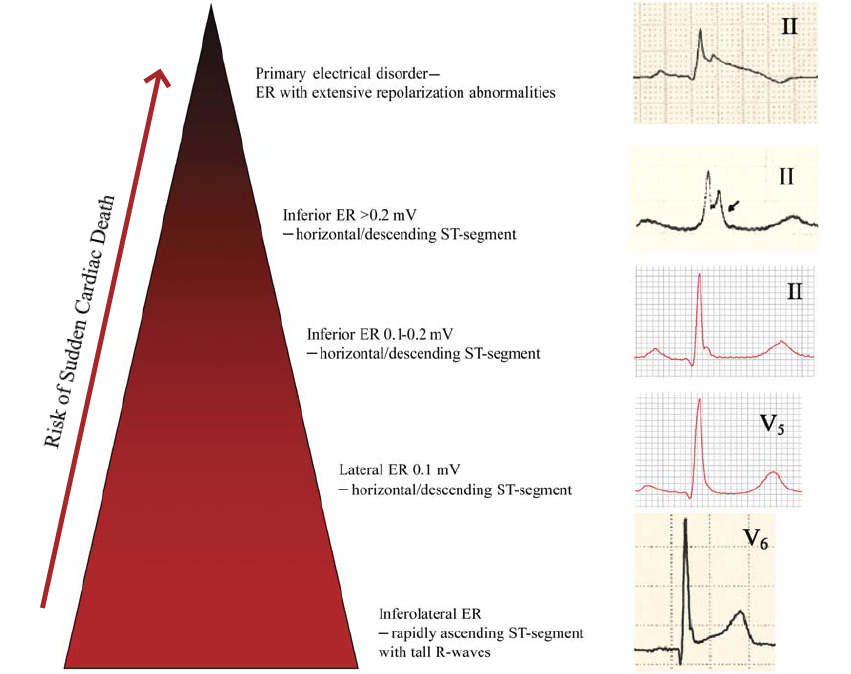 Risk of Sudden Cardiac Death
Primary electrical disorder—
ER with extensive repolarization abnormalities
II
Inferior ER >0.2 mV
—horizontal/descending ST-segment
II
Inferior ER 0.1-0.2 mV
—horizontal/descending ST-segment
II
Lateral ER 0.1 mV
— horizontal/descending ST-segment
V5
Inferolateral ER
— rapidly ascending ST-segment
with tall R-waves
V6